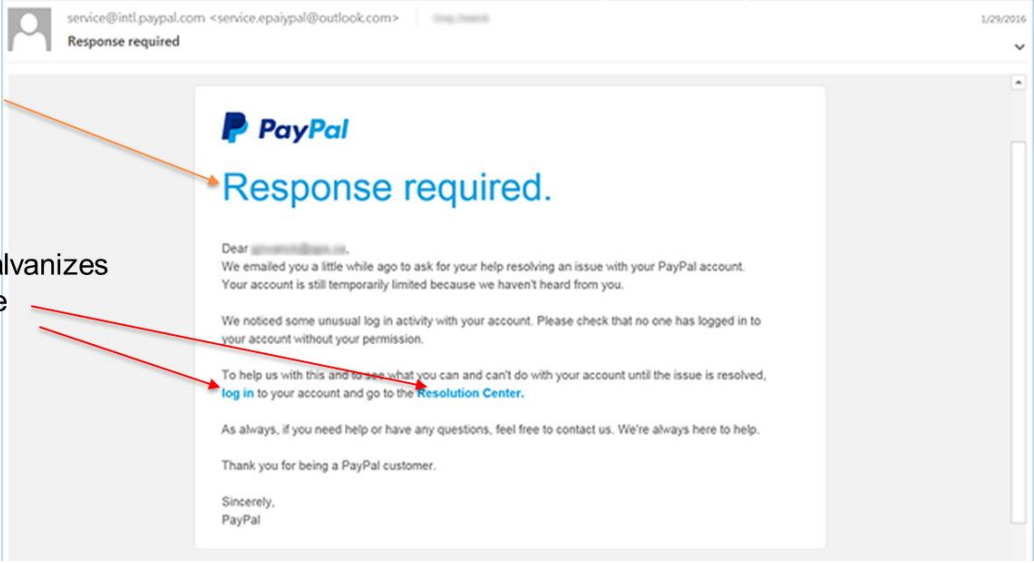 service@intl.paypal.com <service.epaiypal@outlook.com>
1/29/2016
Response required
PayPal
Response required.
Dear
We emailed you a little while ago to ask for your help resolving an issue with your PayPal account.
Your account is still temporarily limited because we haven't heard from you.
alvanizes
e
We noticed some unusual log in activity with your account. Please check that no one has logged in to
your account without your permission.
To help us with this and to see what you can and can't do with your account until the issue is resolved,
log in to your account and go to the Resolution Center.
As always, if you need help or have any questions, feel free to contact us. We're always here to help.
Thank you for being a PayPal customer.
Sincerely,
PayPal